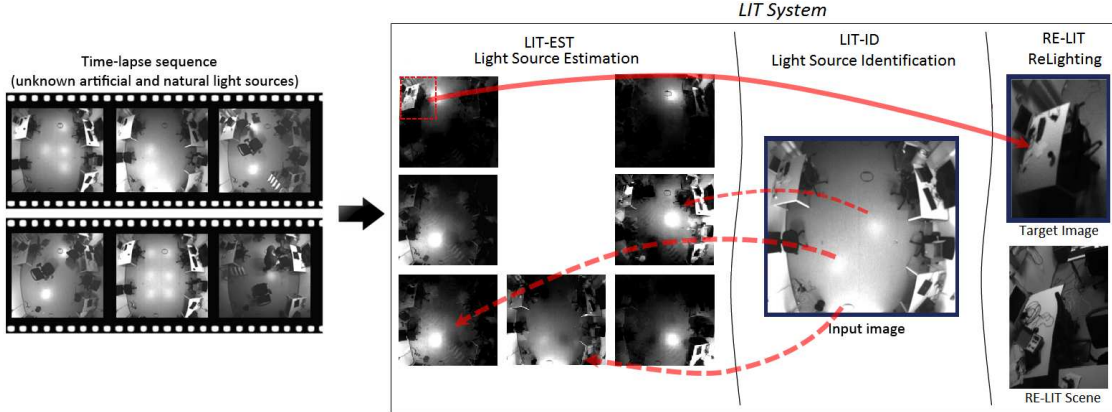 LIT System
Time-lapse sequence
(unknown artificial and natural light sources)
LIT-EST
Light Source Estimation
LIT-ID
Light Source Identification
Input image
RE-LIT
ReLighting
Target Image
RE-LIT Scene